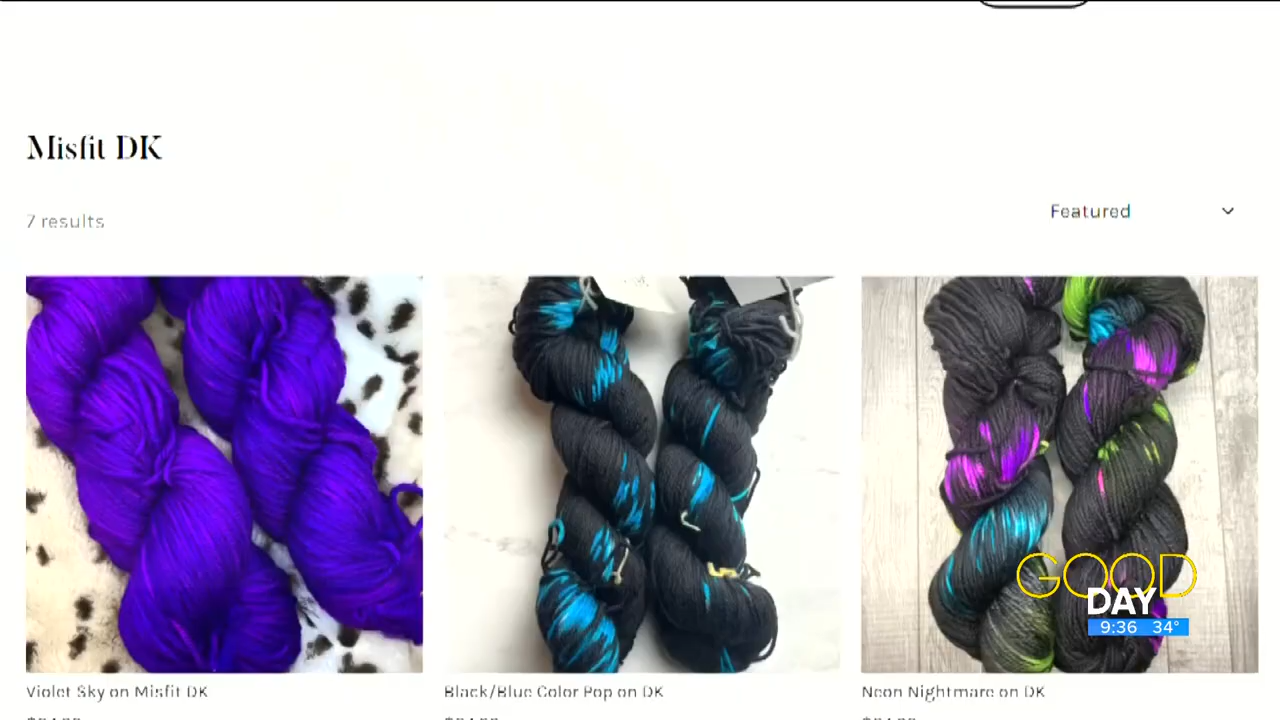 Misfit DK
7 results
Featured
Violet Sky on Misfit DK
Black/Blue Color Pop on DK
Neon Nightmare on DK
GOOD
DAY
9:36 34°